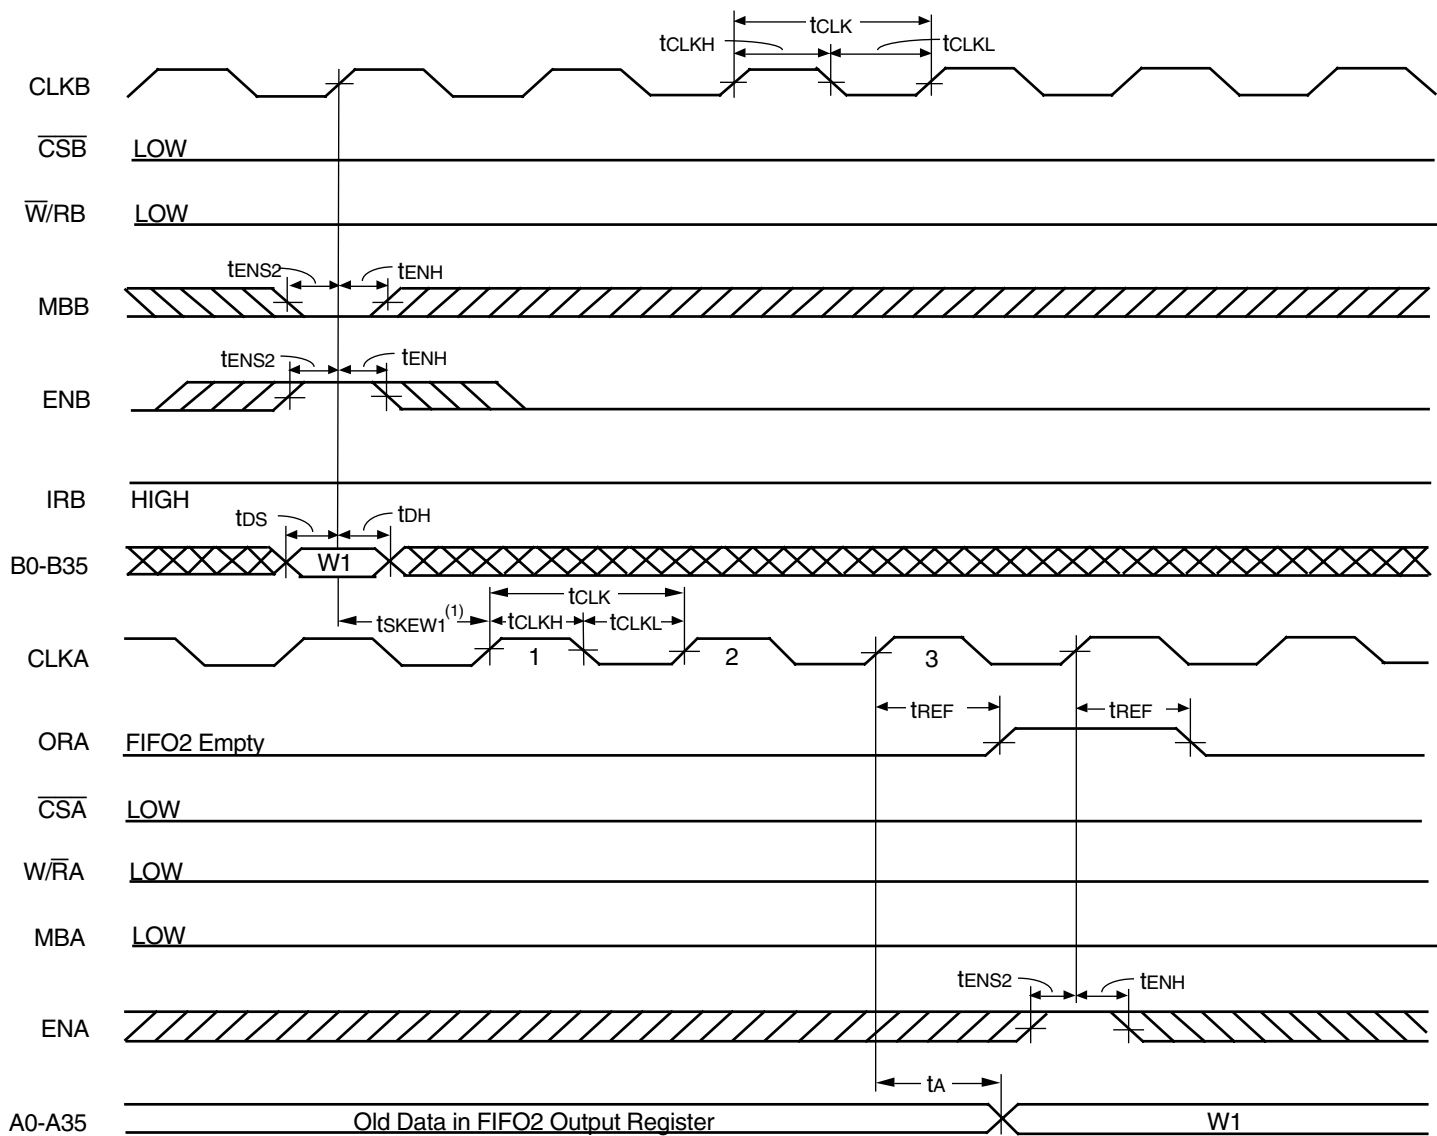 tCLK
tCLKH
tCLKL
CLKB
CSB LOW
W/RB LOW
tENS2 tENH
MBB
tENS2 tENH
ENB
IRB HIGH
tDS tDH
B0-B35 W1
tCLK
tSKEW1(1) tCLKH tCLKL
CLKA 1 2 3
tREF tREF
ORA FIFO2 Empty
CSA LOW
W/RA LOW
MBA LOW
tENS2 tENH
ENA
tA
A0-A35 Old Data in FIFO2 Output Register W1